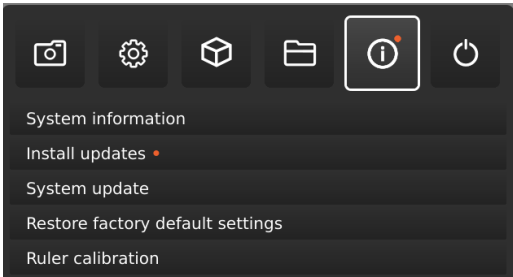 System information
Install updates
System update
Restore factory default settings
Ruler calibration